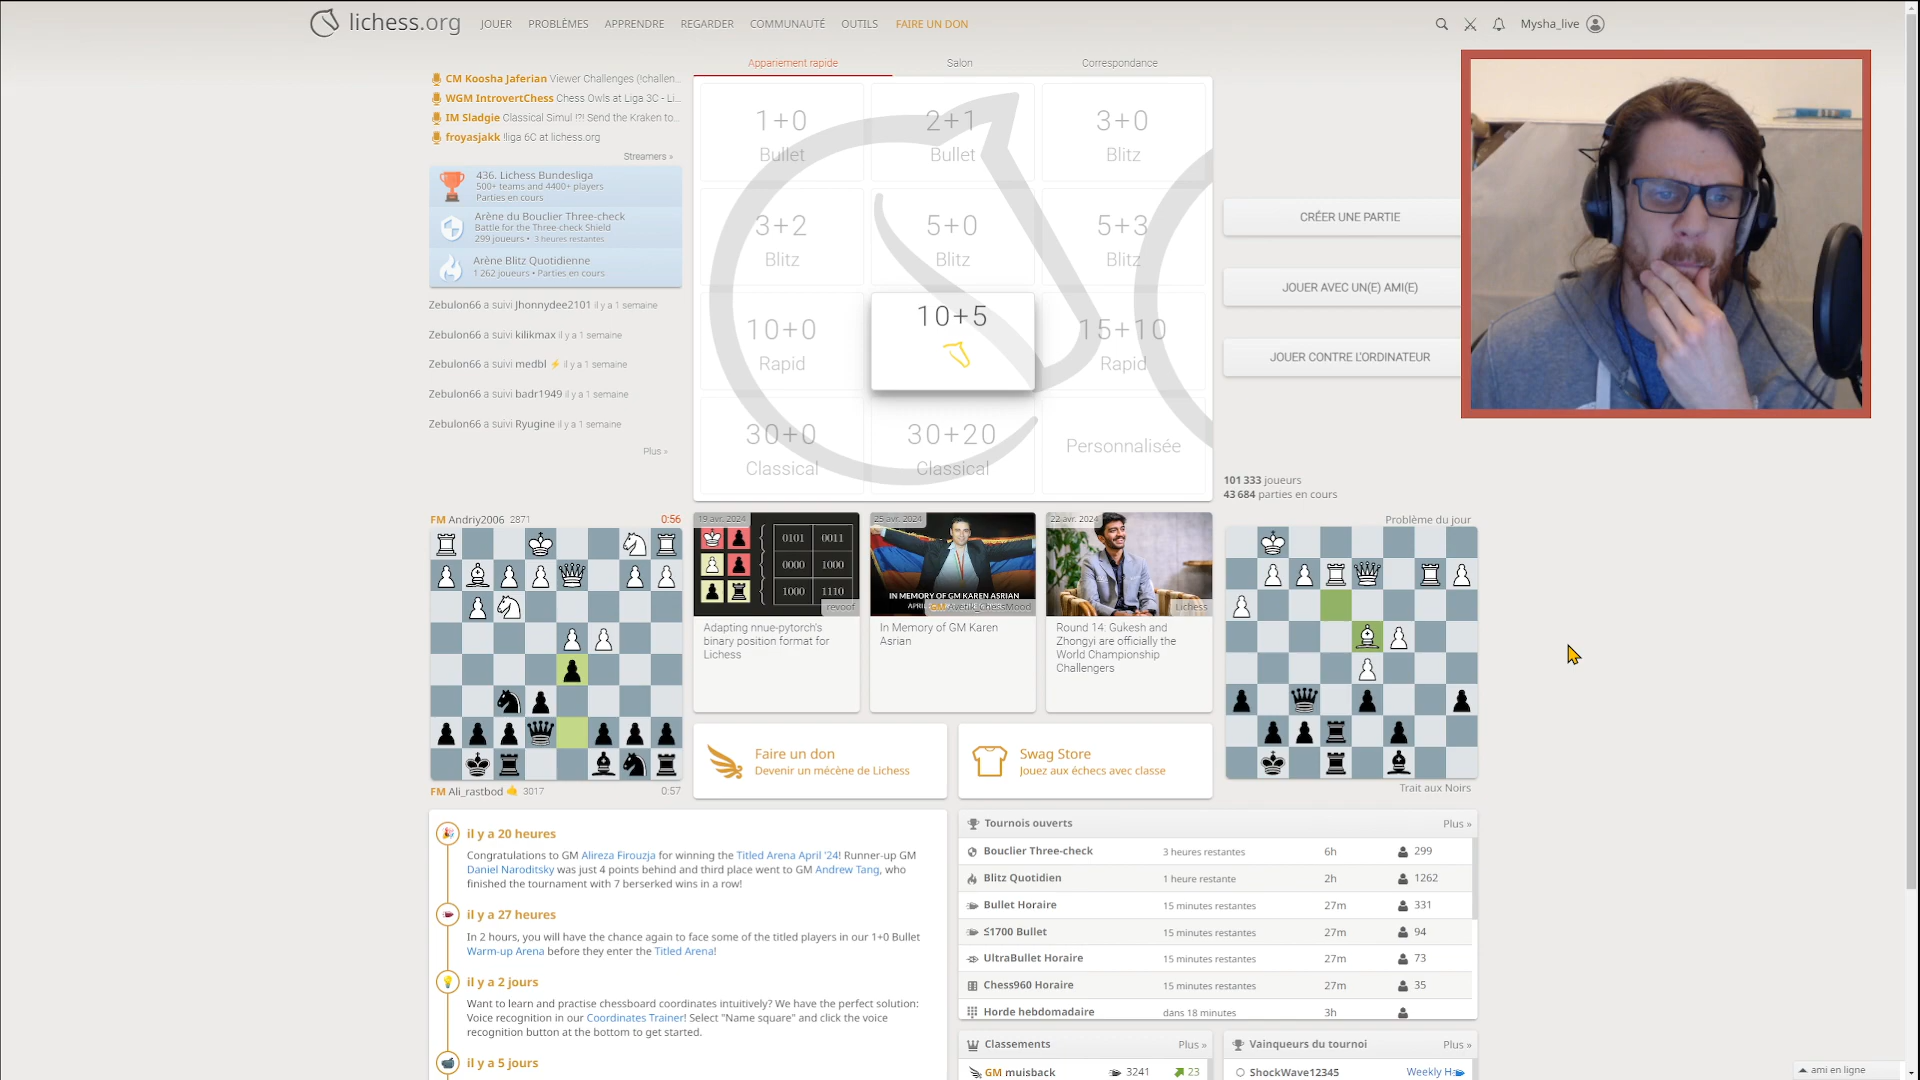 lichess.org
JOUER
PROBLÈMES
APPRENDRE
REGARDER
COMMUNAUTÉ
OUTILS
FAIRE UN DON
Mysha_live
CM Koosha Jaferian Viewer Challenges (!challen...
WGM IntrovertChess Chess Owls at Liga 3C - Li...
IM Sladgie Classical Simul !?! Send the Kraken to...
froyasjakk !liga 6C at lichess.org
Streamers »
436. Lichess Bundesliga
500+ teams and 4400+ players
Parties en cours
Arène du Bouclier Three-check
Battle for the Three-check Shield
299 joueurs • 3 heures restantes
Arène Blitz Quotidienne
1 262 joueurs • Parties en cours
Zebulon66 a suivi Jhonnydee2101 il y a 1 semaine
Zebulon66 a suivi kilikmax il y a 1 semaine
Zebulon66 a suivi medbl ⚡ il y a 1 semaine
Zebulon66 a suivi badr1949 il y a 1 semaine
Zebulon66 a suivi Ryugine il y a 1 semaine
Plus »
Appariement rapide
Salon
Correspondance
1+0
Bullet
2+1
Bullet
3+0
Blitz
3+2
Blitz
5+0
Blitz
5+3
Blitz
10+0
Rapid
10+5
15+10
Rapid
30+0
Classical
30+20
Classical
Personnalisée
CRÉER UNE PARTIE
JOUER AVEC UN(E) AMI(E)
JOUER CONTRE L'ORDINATEUR
101 333 joueurs
43 684 parties en cours
FM Andriy2006 2871
0:56
FM Ali_rastbod 3017
0:57
19 avr. 2024
0101
0011
0000
1000
1000
1110
revoof
Adapting nnue-pytorch's
binary position format for
Lichess
25 avr. 2024
IN MEMORY OF GM KAREN ASRIAN
GM Avetik_ChessMood
In Memory of GM Karen
Asrian
22 avr. 2024
Lichess
Round 14: Gukesh and
Zhongyi are officially the
World Championship
Challengers
Problème du jour
Trait aux Noirs
Faire un don
Devenir un mécène de Lichess
Swag Store
Jouez aux échecs avec classe
il y a 20 heures
Congratulations to GM Alireza Firouzja for winning the Titled Arena April '24! Runner-up GM
Daniel Naroditsky was just 4 points behind and third place went to GM Andrew Tang, who
finished the tournament with 7 berserked wins in a row!
il y a 27 heures
In 2 hours, you will have the chance again to face some of the titled players in our 1+0 Bullet
Warm-up Arena before they enter the Titled Arena!
il y a 2 jours
Want to learn and practise chessboard coordinates intuitively? We have the perfect solution:
Voice recognition in our Coordinates Trainer! Select "Name square" and click the voice
recognition button at the bottom to get started.
il y a 5 jours
Tournois ouverts
Plus »
Bouclier Three-check 3 heures restantes 6h 299
Blitz Quotidien 1 heure restante 2h 1262
Bullet Horaire 15 minutes restantes 27m 331
≤1700 Bullet 15 minutes restantes 27m 94
UltraBullet Horaire 15 minutes restantes 27m 73
Chess960 Horaire 15 minutes restantes 27m 35
Horde hebdomadaire dans 18 minutes 3h
Classements
Plus »
GM muisback 3241 23
Vainqueurs du tournoi
Plus »
ShockWave12345
ami en ligne